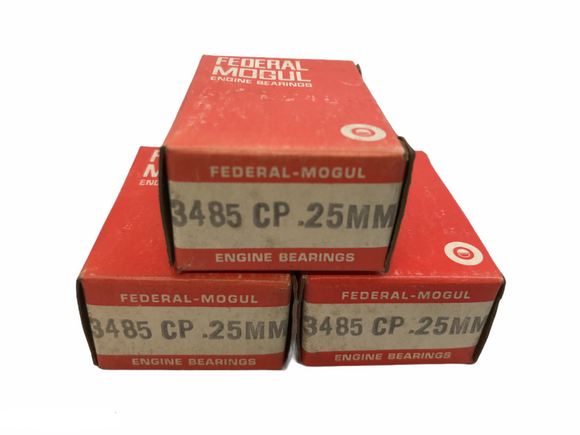 FEDERAL
MOGUL
ENGINE BEARINGS
FEDERAL-MOGUL
3485 CP .25MM
ENGINE BEARINGS
FEDERAL-MOGUL
3485 CP .25MM
ENGINE BEARINGS
FEDERAL-MOGUL
3485 CP .25MM
ENGINE BEARINGS